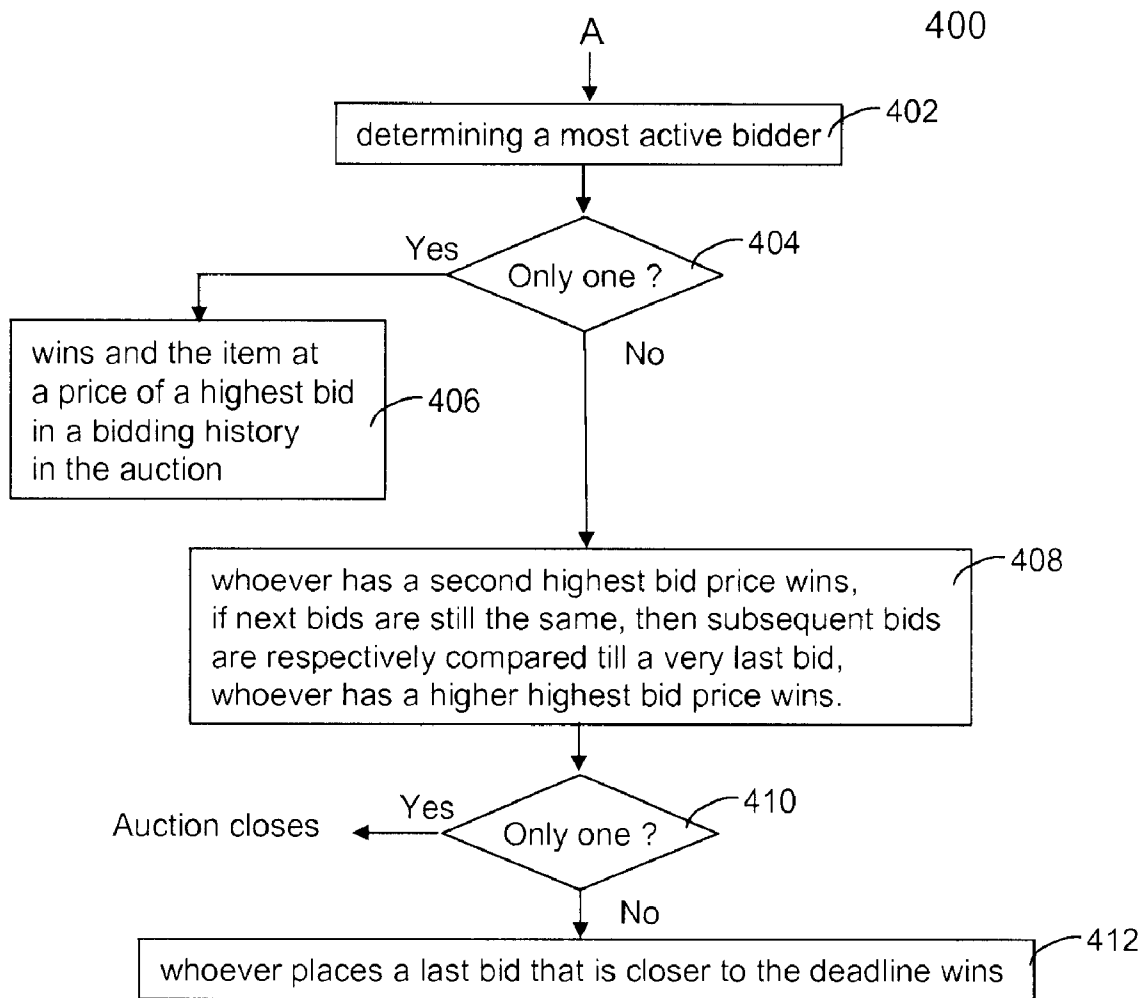 400
A
402
determining a most active bidder
Yes
404
Only one ?
No
wins and the item at
a price of a highest bid
in a bidding history
in the auction
406
408
whoever has a second highest bid price wins,
if next bids are still the same, then subsequent bids
are respectively compared till a very last bid,
whoever has a higher highest bid price wins.
Yes
410
Auction closes
Only one ?
No
412
whoever places a last bid that is closer to the deadline wins